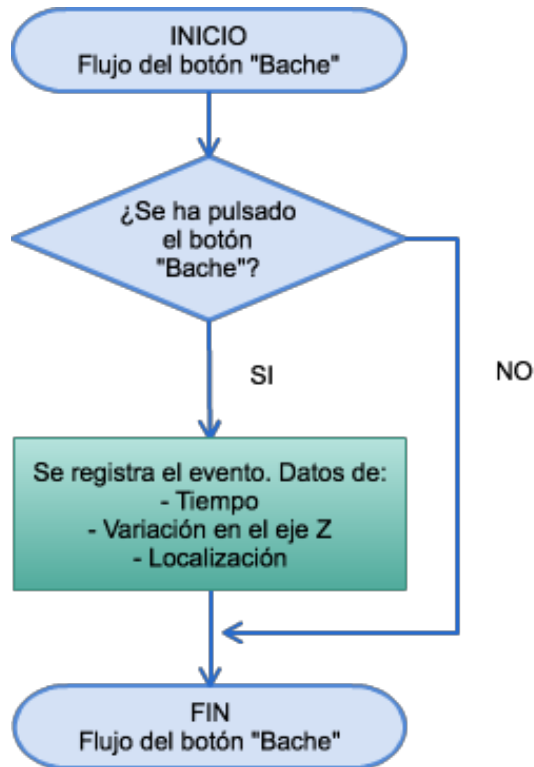 INICIO
Flujo del botón "Bache"
¿Se ha pulsado
el botón
"Bache"?
SI
NO
Se registra el evento. Datos de:
- Tiempo
- Variación en el eje Z
- Localización
FIN
Flujo del botón "Bache"